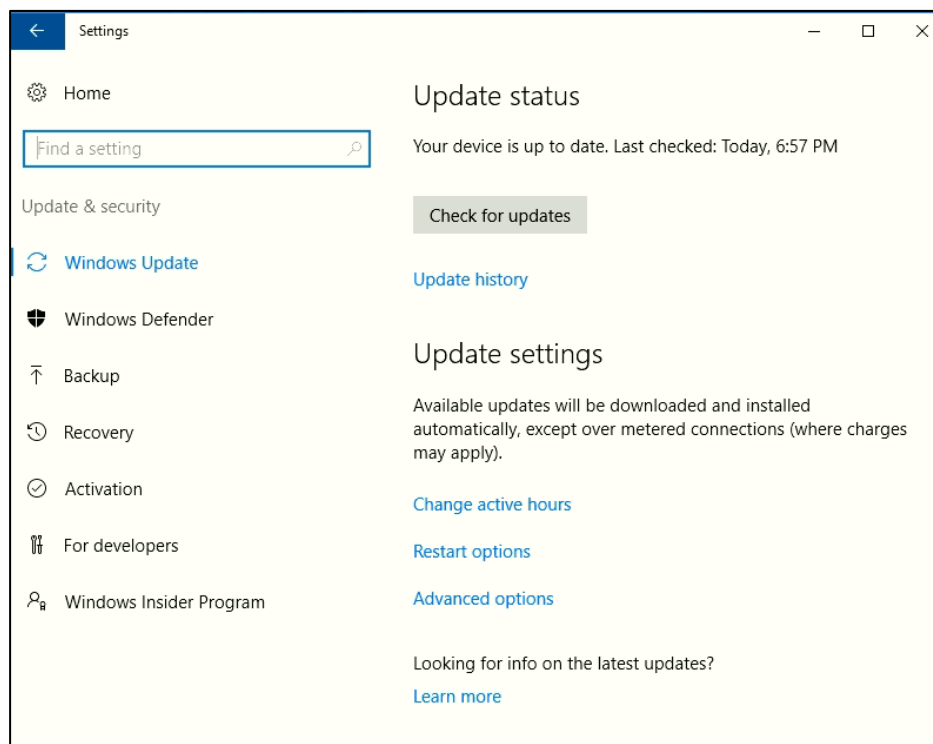 Settings
Home
Find a setting
Update & security
Windows Update
Windows Defender
Backup
Recovery
Activation
For developers
Windows Insider Program
Update status
Your device is up to date. Last checked: Today, 6:57 PM
Check for updates
Update history
Update settings
Available updates will be downloaded and installed
automatically, except over metered connections (where charges
may apply).
Change active hours
Restart options
Advanced options
Looking for info on the latest updates?
Learn more